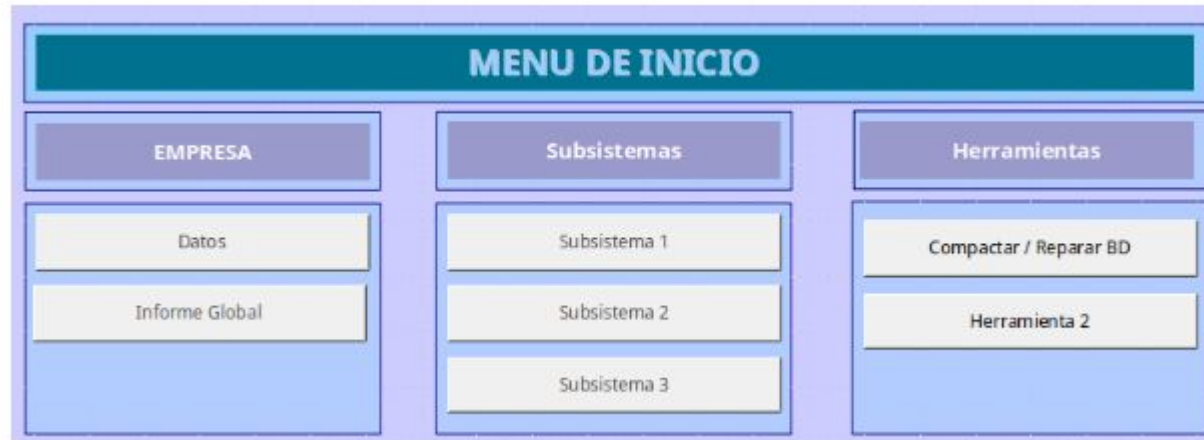 MENU DE INICIO
EMPRESA
Datos
Informe Global
Subsistemas
Subsistema 1
Subsistema 2
Subsistema 3
Herramientas
Compactar / Reparar BD
Herramienta 2